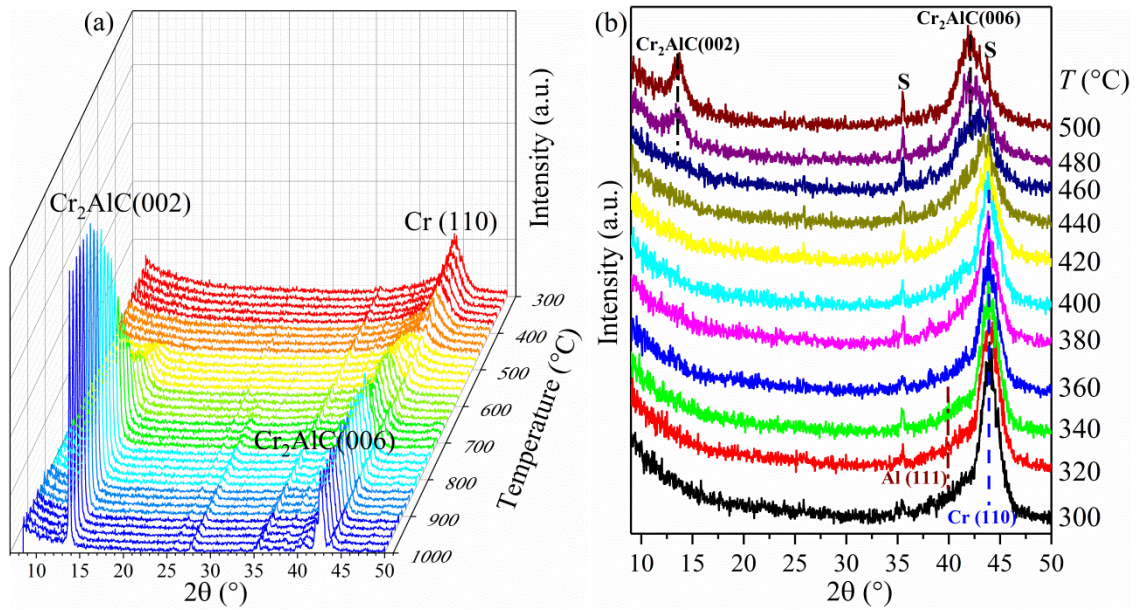 (a)
Cr₂AlC(002)
Cr (110)
Cr₂AlC(006)
Intensity (a.u.)
Temperature (°C)
300
400
500
600
700
800
900
1000
10 15 20 25 30 35 40 45 50
2θ (°)
(b)
Cr₂AlC(002)
Cr₂AlC(006)
S
S
T (°C)
500
480
460
440
420
400
380
360
340
320
300
Intensity (a.u.)
Al (111)
Cr (110)
10 15 20 25 30 35 40 45 50
2θ (°)